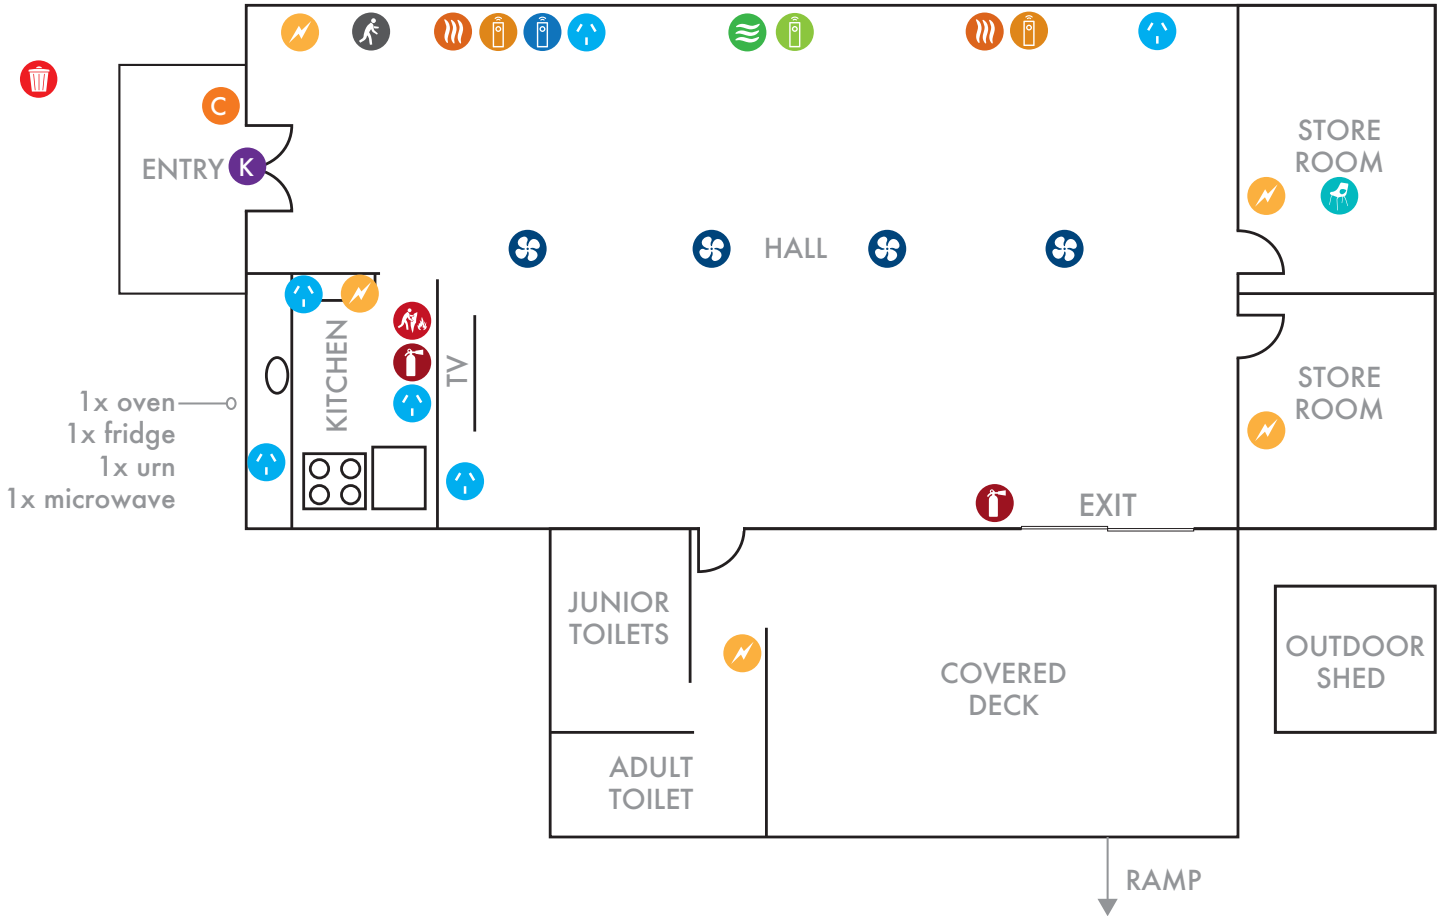 C
ENTRY
K
HALL
STORE
ROOM
KITCHEN
TV
STORE
ROOM
1x oven
1x fridge
1x urn
1x microwave
EXIT
JUNIOR
TOILETS
ADULT
TOILET
COVERED
DECK
OUTDOOR
SHED
RAMP